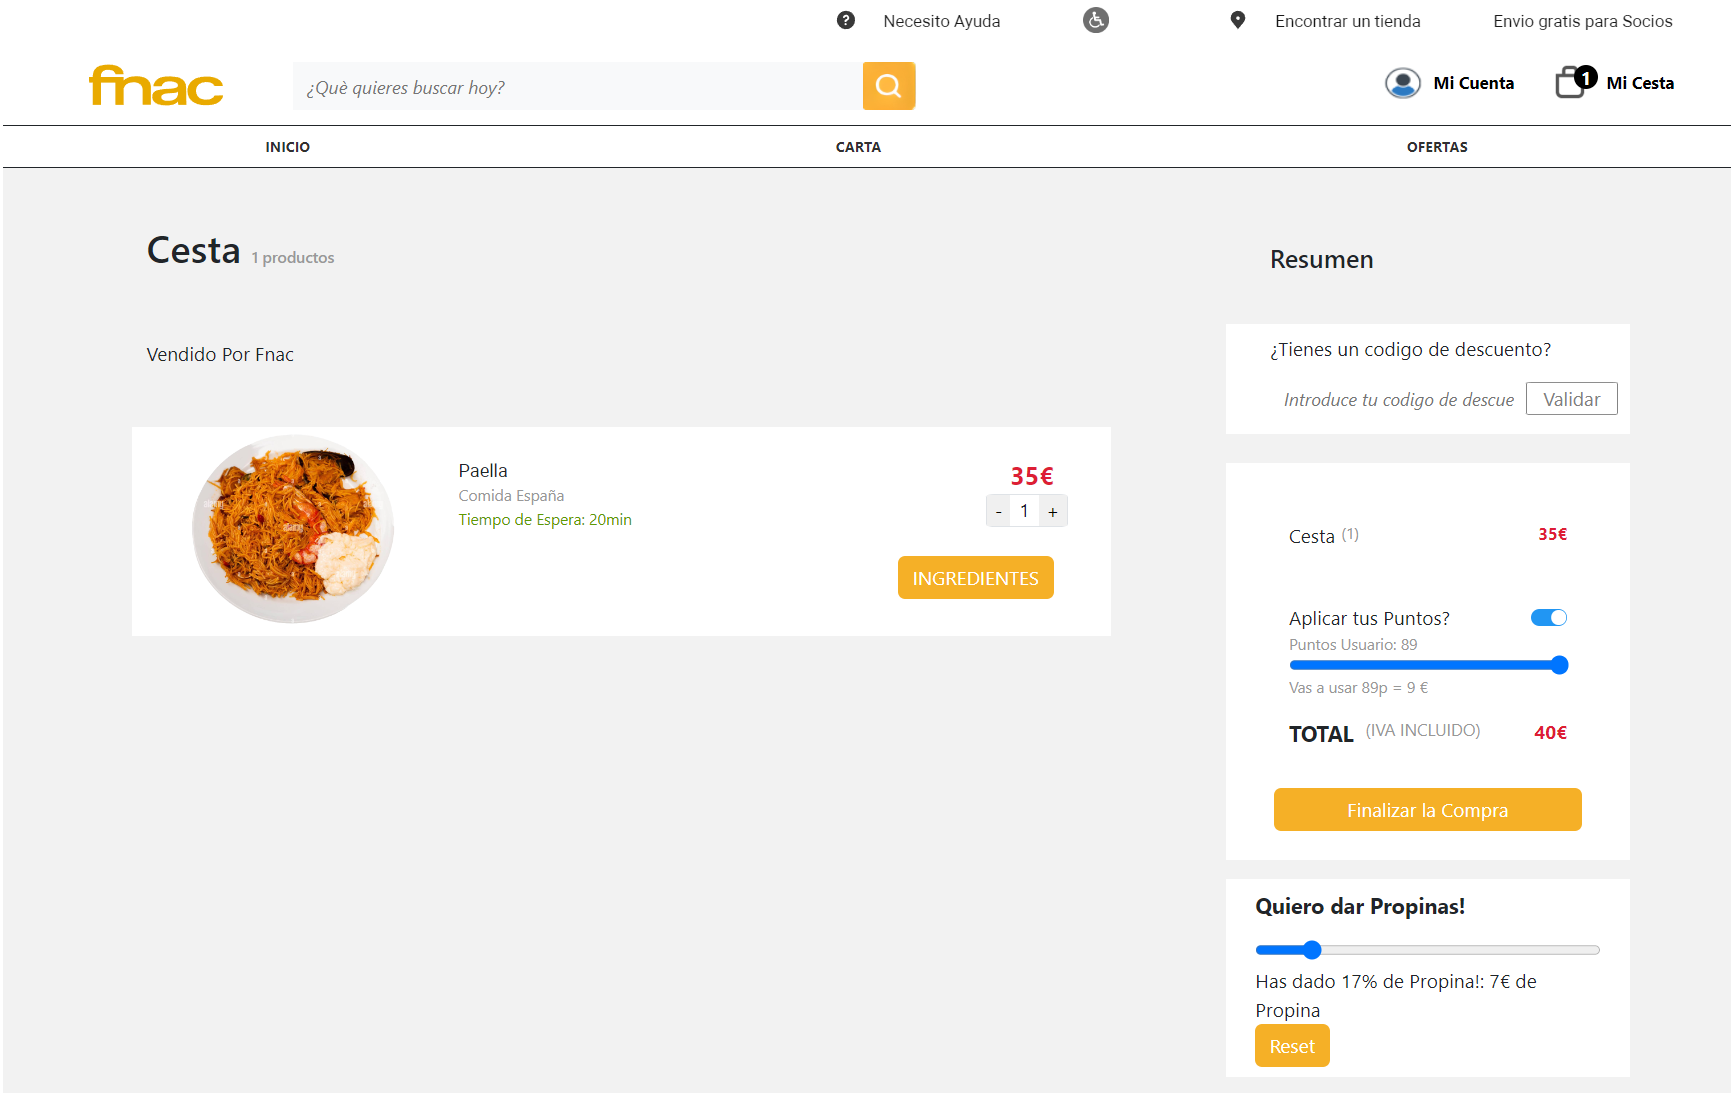 Necesito Ayuda
Encontrar un tienda
Envio gratis para Socios
fnac
¿Què quieres buscar hoy?
Mi Cuenta
1
Mi Cesta
INICIO
CARTA
OFERTAS
Cesta 1 productos
Vendido Por Fnac
Paella
Comida España
Tiempo de Espera: 20min
35€
- 1 +
INGREDIENTES
Resumen
¿Tienes un codigo de descuento?
Introduce tu codigo de descue
Validar
Cesta (1) 35€
Aplicar tus Puntos?
Puntos Usuario: 89
Vas a usar 89p = 9 €
TOTAL (IVA INCLUIDO) 40€
Finalizar la Compra
Quiero dar Propinas!
Has dado 17% de Propina!: 7€ de
Propina
Reset